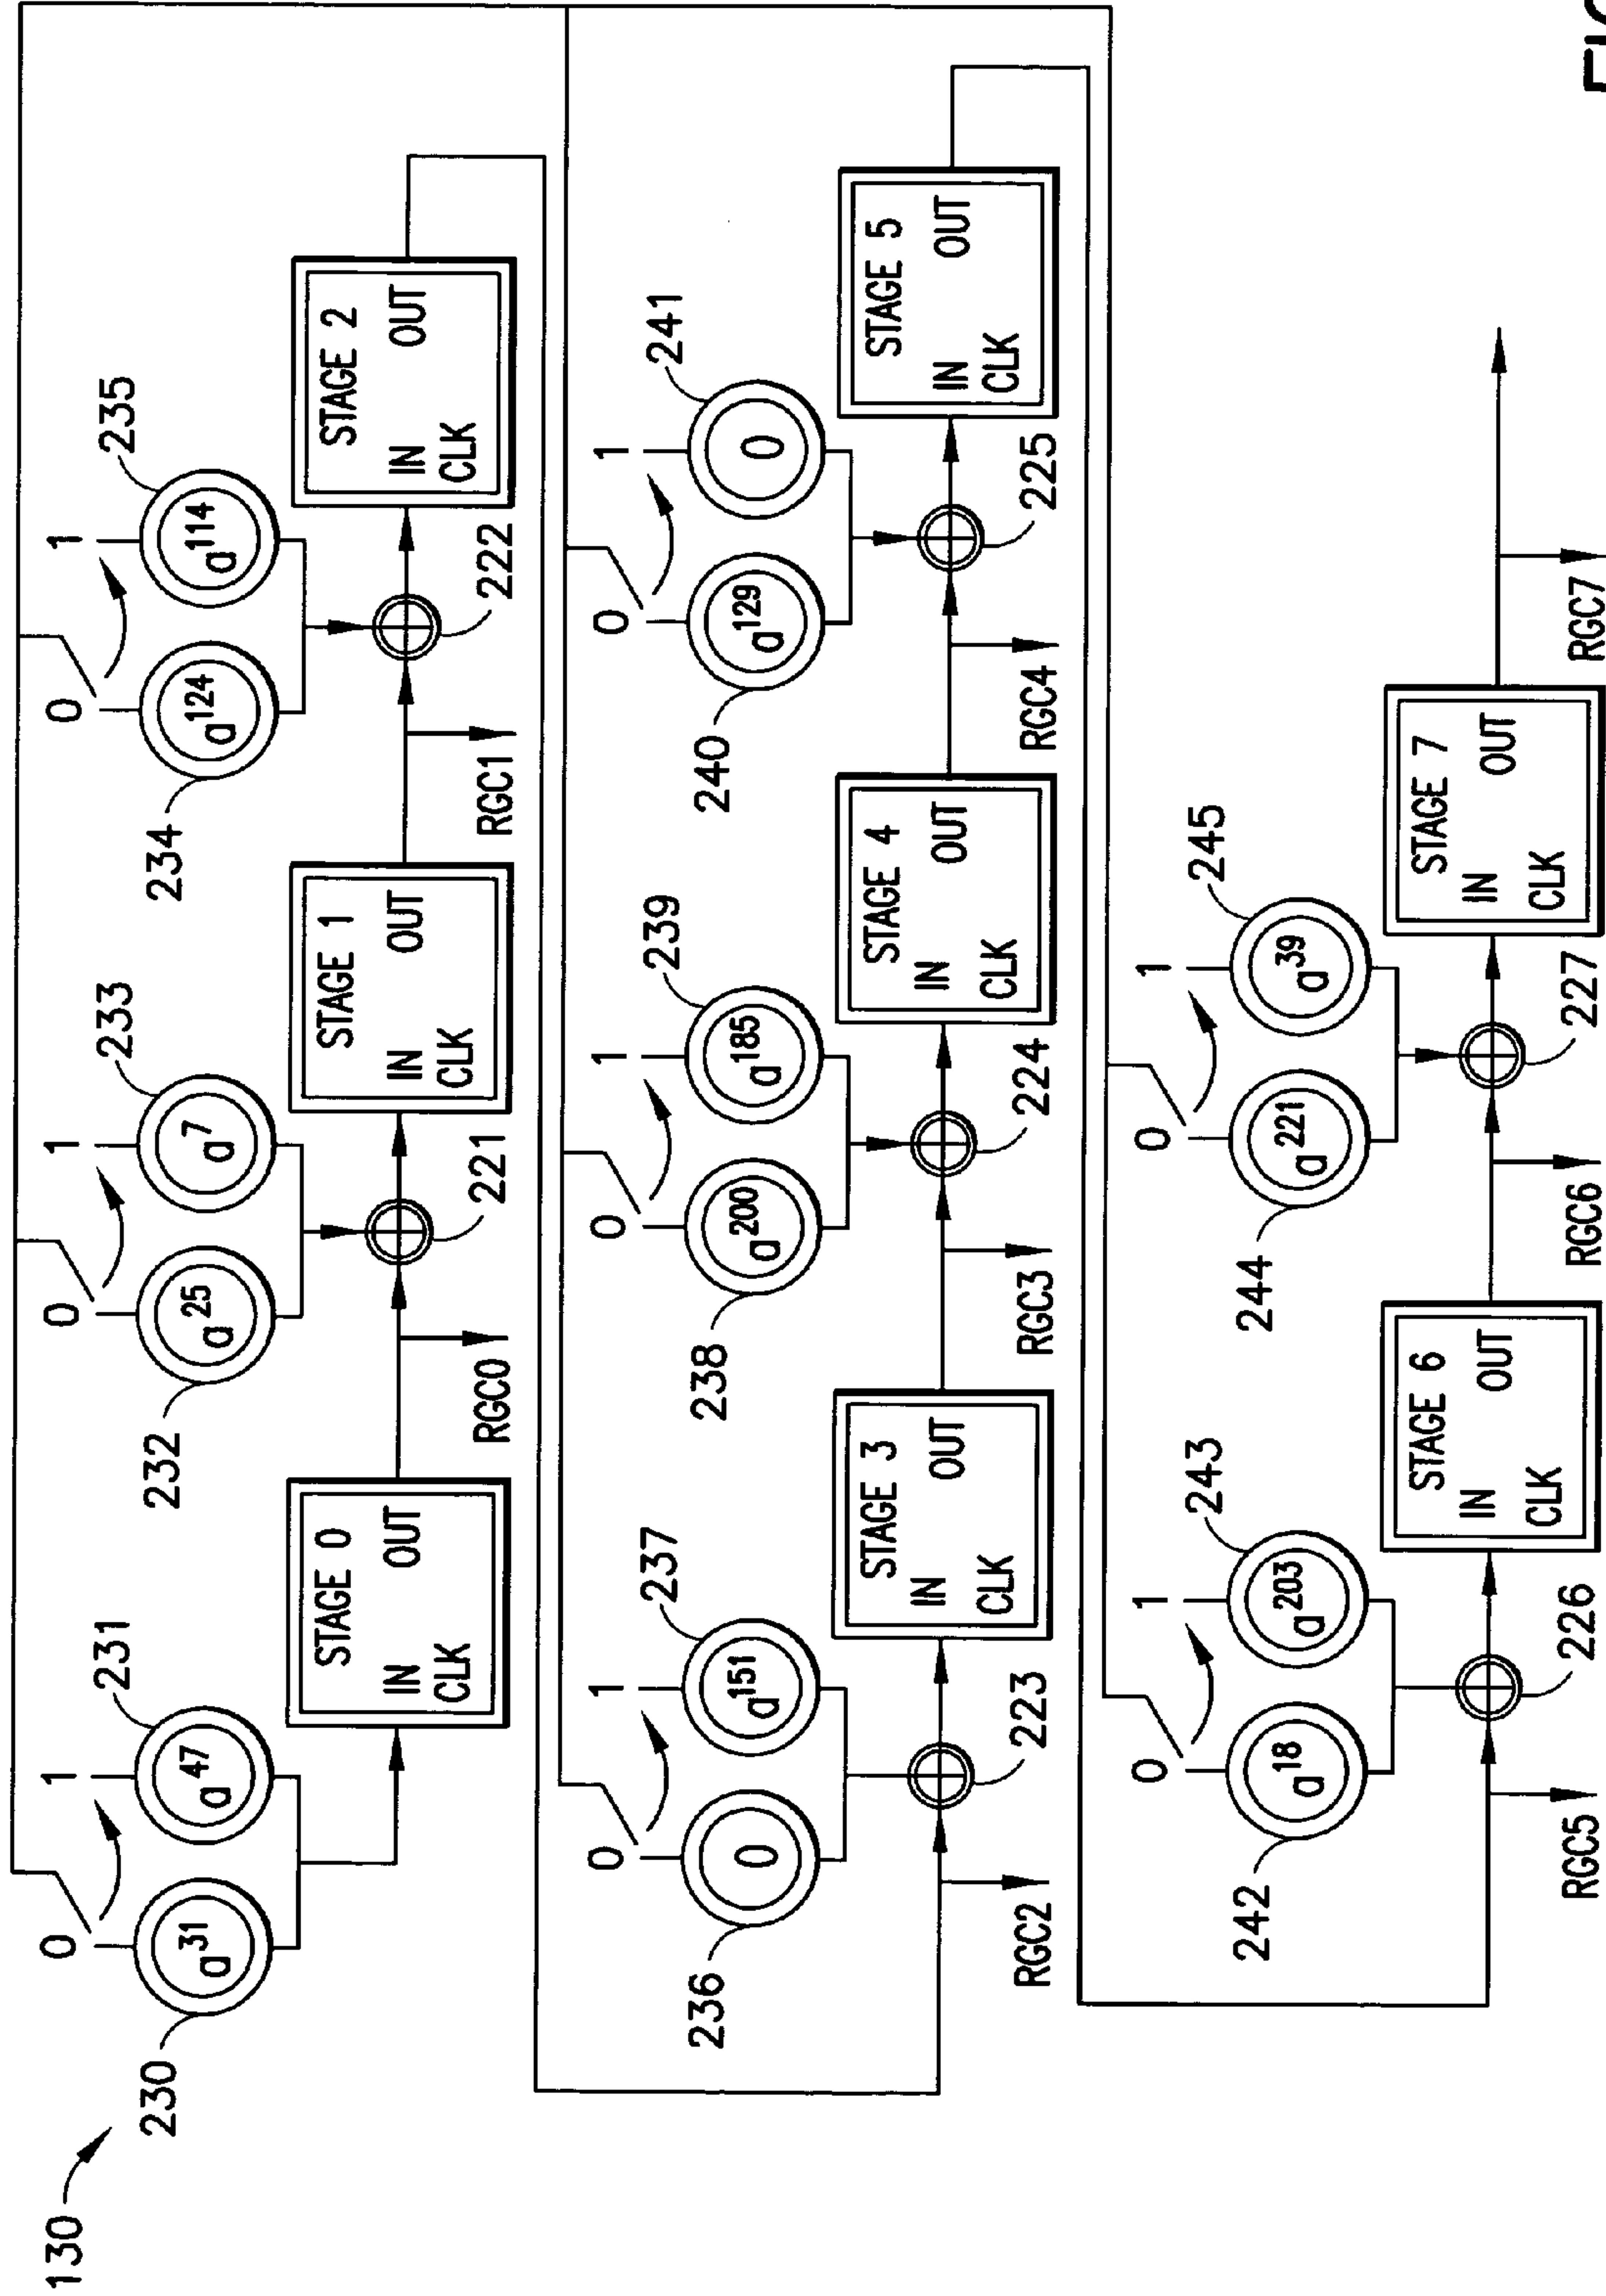 130
230
231
232
233
234
235
0 1
0 1
0 1
a31
a47
a25
a7
a124
a114
STAGE 0
IN OUT
CLK
RGC0
221
STAGE 1
IN OUT
CLK
RGC1
222
STAGE 2
IN OUT
CLK
236
237
238
239
240
241
0 1
0 1
0 1
0
a151
a200
a185
a129
0
RGC2
223
STAGE 3
IN OUT
CLK
RGC3
224
STAGE 4
IN OUT
CLK
RGC4
225
STAGE 5
IN OUT
CLK
242
243
244
245
0 1
0 1
a18
a203
a221
a39
RGC5
226
STAGE 6
IN OUT
CLK
RGC6
227
STAGE 7
IN OUT
CLK
RGC7